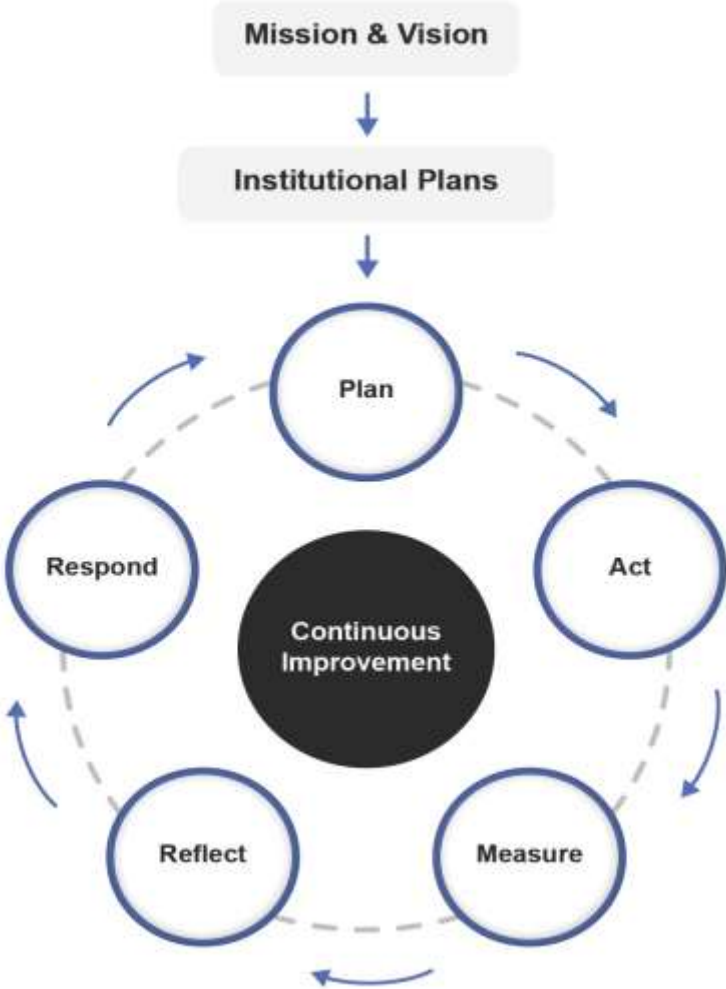 Mission & Vision
Institutional Plans
Plan
Respond
Act
Continuous
Improvement
Reflect
Measure